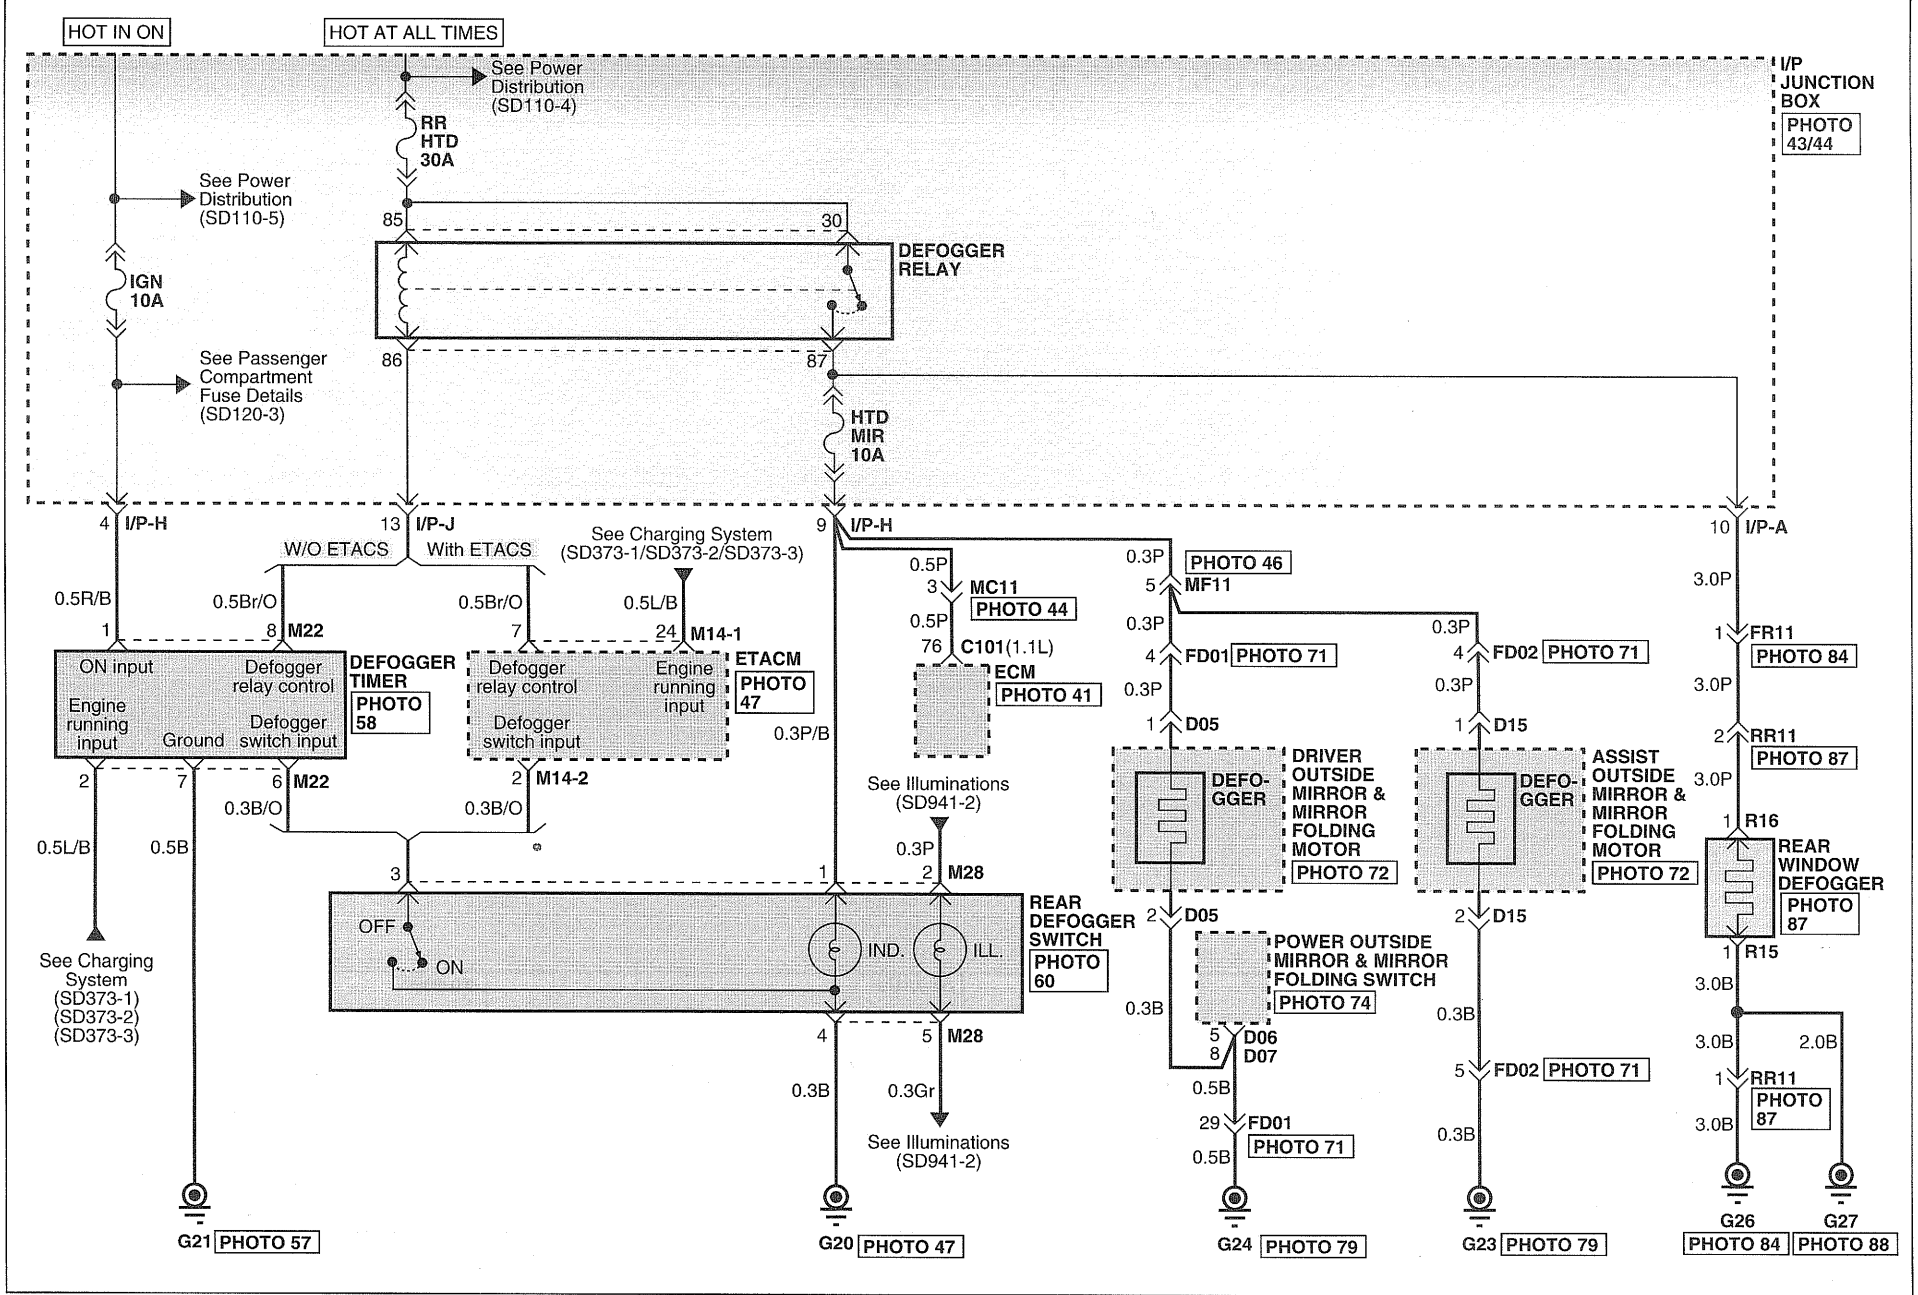 HOT IN ON
HOT AT ALL TIMES
See Power
Distribution
(SD110-4)
I/P
JUNCTION
BOX
PHOTO
43/44
RR
HTD
30A
See Power
Distribution
(SD110-5)
85
30
DEFOGGER
RELAY
IGN
10A
86
87
See Passenger
Compartment
Fuse Details
(SD120-3)
HTD
MIR
10A
4 I/P-H
13 I/P-J
9 I/P-H
10 I/P-A
W/O ETACS
With ETACS
See Charging System
(SD373-1/SD373-2/SD373-3)
0.5R/B
0.5Br/O
0.5Br/O
0.5L/B
0.5P
3 MC11
PHOTO 44
0.5P
76 C101(1.1L)
ECM
PHOTO 41
0.3P
PHOTO 46
5 MF11
0.3P
0.3P
4 FD01 PHOTO 71
4 FD02 PHOTO 71
0.3P
0.3P
1 D05
1 D15
3.0P
1 FR11
PHOTO 84
3.0P
2 RR11
PHOTO 87
3.0P
1 R16
1
8 M22
7
24 M14-1
ON input
Defogger
relay control
Engine
running
input
Ground
Defogger
switch input
DEFOGGER
TIMER
PHOTO
58
Defogger
relay control
Engine
running
input
Defogger
switch input
ETACM
PHOTO
47
0.3P/B
2
7
6 M22
2 M14-2
0.3B/O
0.3B/O
0.5L/B
0.5B
See Illuminations
(SD941-2)
0.3P
3
1
2 M28
DEFO-
GGER
DRIVER
OUTSIDE
MIRROR &
MIRROR
FOLDING
MOTOR
PHOTO 72
DEFO-
GGER
ASSIST
OUTSIDE
MIRROR &
MIRROR
FOLDING
MOTOR
PHOTO 72
REAR
WINDOW
DEFOGGER
PHOTO
87
OFF
ON
IND.
ILL.
REAR
DEFOGGER
SWITCH
PHOTO
60
2 D05
2 D15
1 R15
POWER OUTSIDE
MIRROR & MIRROR
FOLDING SWITCH
PHOTO 74
See Charging
System
(SD373-1)
(SD373-2)
(SD373-3)
4
5 M28
0.3B
0.3Gr
See Illuminations
(SD941-2)
0.3B
5 D06
8 D07
0.5B
29 FD01
PHOTO 71
0.5B
0.3B
5 FD02 PHOTO 71
0.3B
3.0B
3.0B
2.0B
1 RR11
PHOTO
87
3.0B
G21 PHOTO 57
G20 PHOTO 47
G24 PHOTO 79
G23 PHOTO 79
G26
PHOTO 84
G27
PHOTO 88